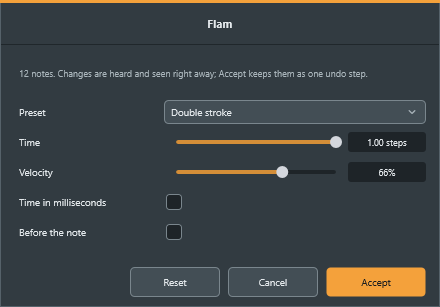 Flam
12 notes. Changes are heard and seen right away; Accept keeps them as one undo step.
Preset
Double stroke
Time
1.00 steps
Velocity
66%
Time in milliseconds
Before the note
Reset
Cancel
Accept